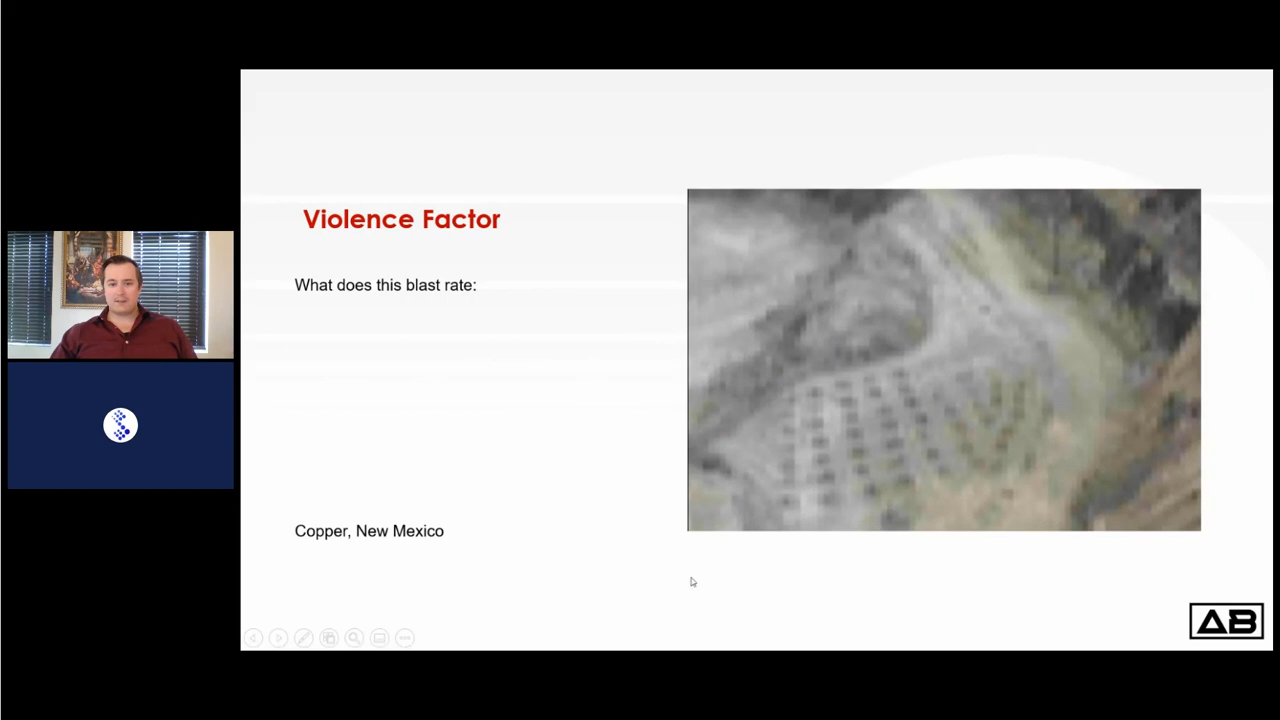 Violence Factor
What does this blast rate:
Copper, New Mexico
AB